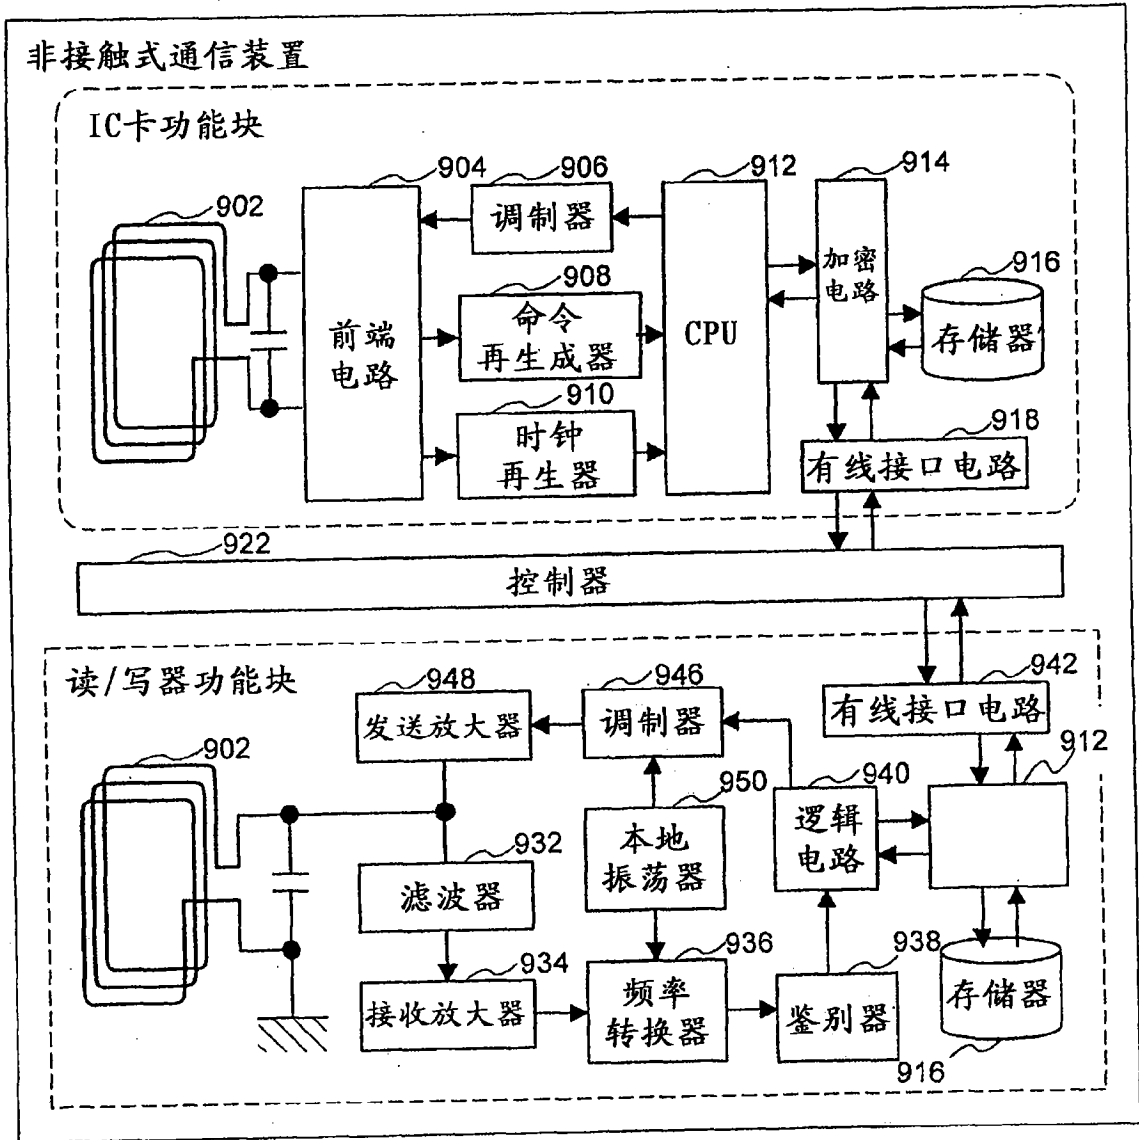 非接触式通信装置
IC卡功能块
902
904
906
912
914
调制器
908
916
前端
电路
命令
再生成器
CPU
加密
电路
存储器
910
918
时钟
再生器
有线接口电路
922
控制器
读/写器功能块
948
946
942
发送放大器
调制器
有线接口电路
902
950
940
912
本地
振荡器
逻辑
电路
932
滤波器
934
936
938
接收放大器
频率
转换器
鉴别器
存储器
916